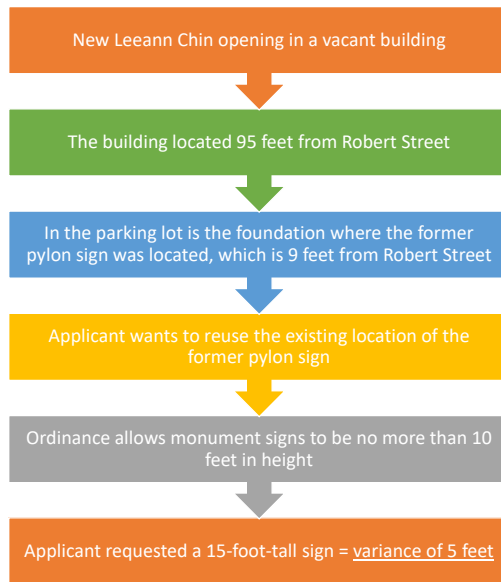 New Leeann Chin opening in a vacant building
The building located 95 feet from Robert Street
In the parking lot is the foundation where the former
pylon sign was located, which is 9 feet from Robert Street
Applicant wants to reuse the existing location of the
former pylon sign
Ordinance allows monument signs to be no more than 10
feet in height
Applicant requested a 15-foot-tall sign = variance of 5 feet